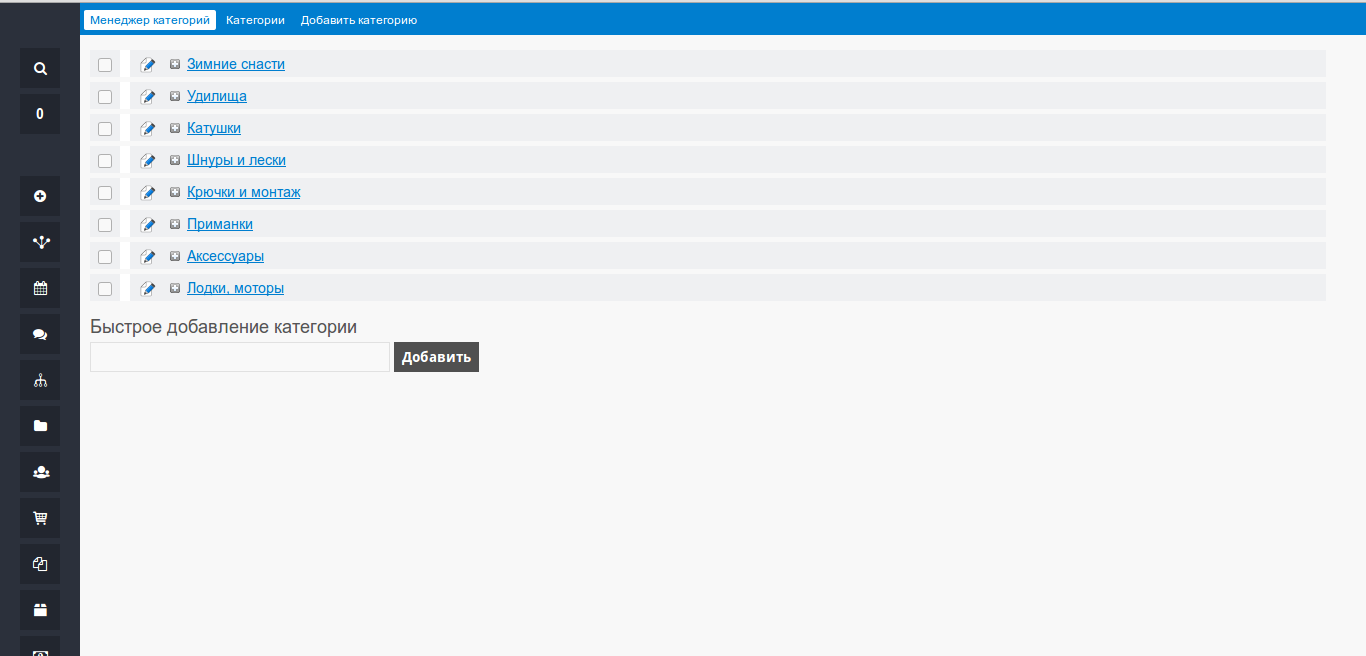 Менеджер категорий Категории Добавить категорию
0
Зимние снасти
Удилища
Катушки
Шнуры и лески
Крючки и монтаж
Приманки
Аксессуары
Лодки, моторы
Быстрое добавление категории
Добавить